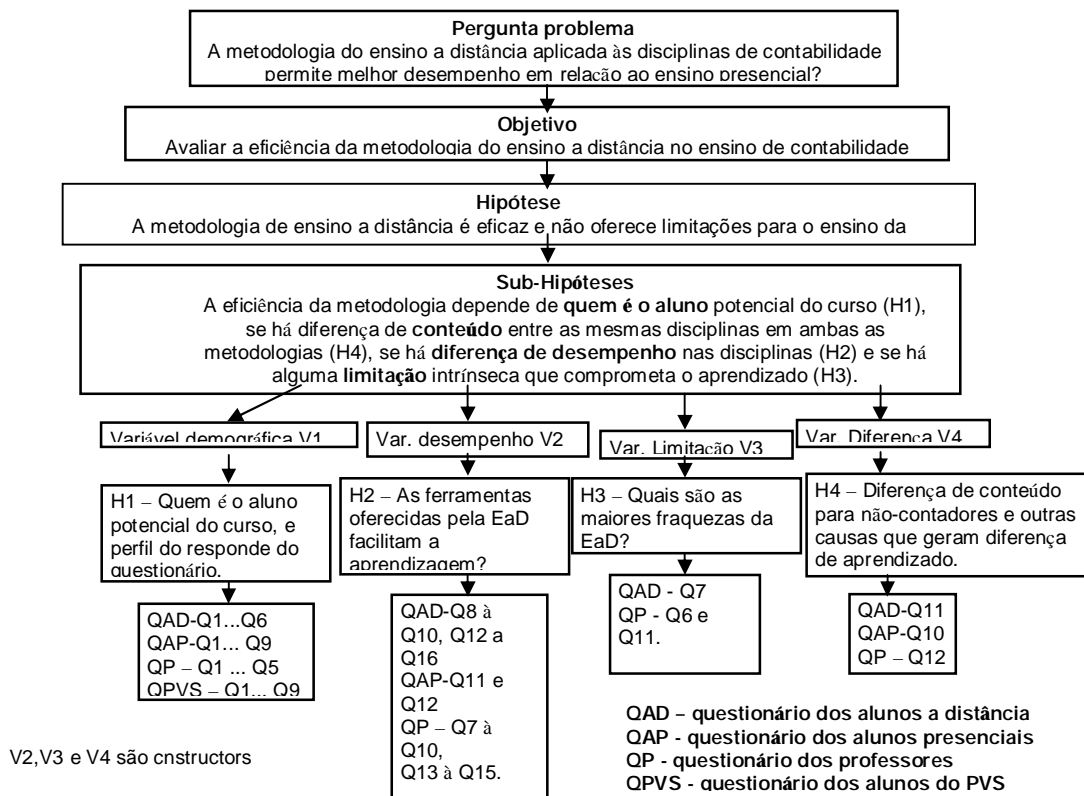 Pergunta problema
A metodologia do ensino a distância aplicada às disciplinas de contabilidade
permite melhor desempenho em relação ao ensino presencial?
Objetivo
Avaliar a eficiência da metodologia do ensino a distância no ensino de contabilidade
Hipótese
A metodologia de ensino a distância é eficaz e não oferece limitações para o ensino da
Sub-Hipóteses
A eficiência da metodologia depende de quem é o aluno potencial do curso (H1),
se há diferença de conteúdo entre as mesmas disciplinas em ambas as
metodologias (H4), se há diferença de desempenho nas disciplinas (H2) e se há
alguma limitação intrínseca que comprometa o aprendizado (H3).
Variável demográfica V1
Var. desempenho V2
Var. Limitação V3
Var. Diferença V4
H1 – Quem é o aluno
potencial do curso, e
perfil do responde do
questionário.
H2 – As ferramentas
oferecidas pela EaD
facilitam a
aprendizagem?
H3 – Quais são as
maiores fraquezas da
EaD?
H4 – Diferença de conteúdo
para não-contadores e outras
causas que geram diferença
de aprendizado.
QAD-Q1...Q6
QAP-Q1... Q9
QP – Q1 ... Q5
QPVS – Q1... Q9
QAD-Q8 à
Q10, Q12 a
Q16
QAP-Q11 e
Q12
QP – Q7 à
Q10,
Q13 à Q15.
QAD - Q7
QP - Q6 e
Q11.
QAD-Q11
QAP-Q10
QP – Q12
QAD – questionário dos alunos a distância
QAP - questionário dos alunos presenciais
QP - questionário dos professores
QPVS - questionário dos alunos do PVS
V2,V3 e V4 são cnstructors